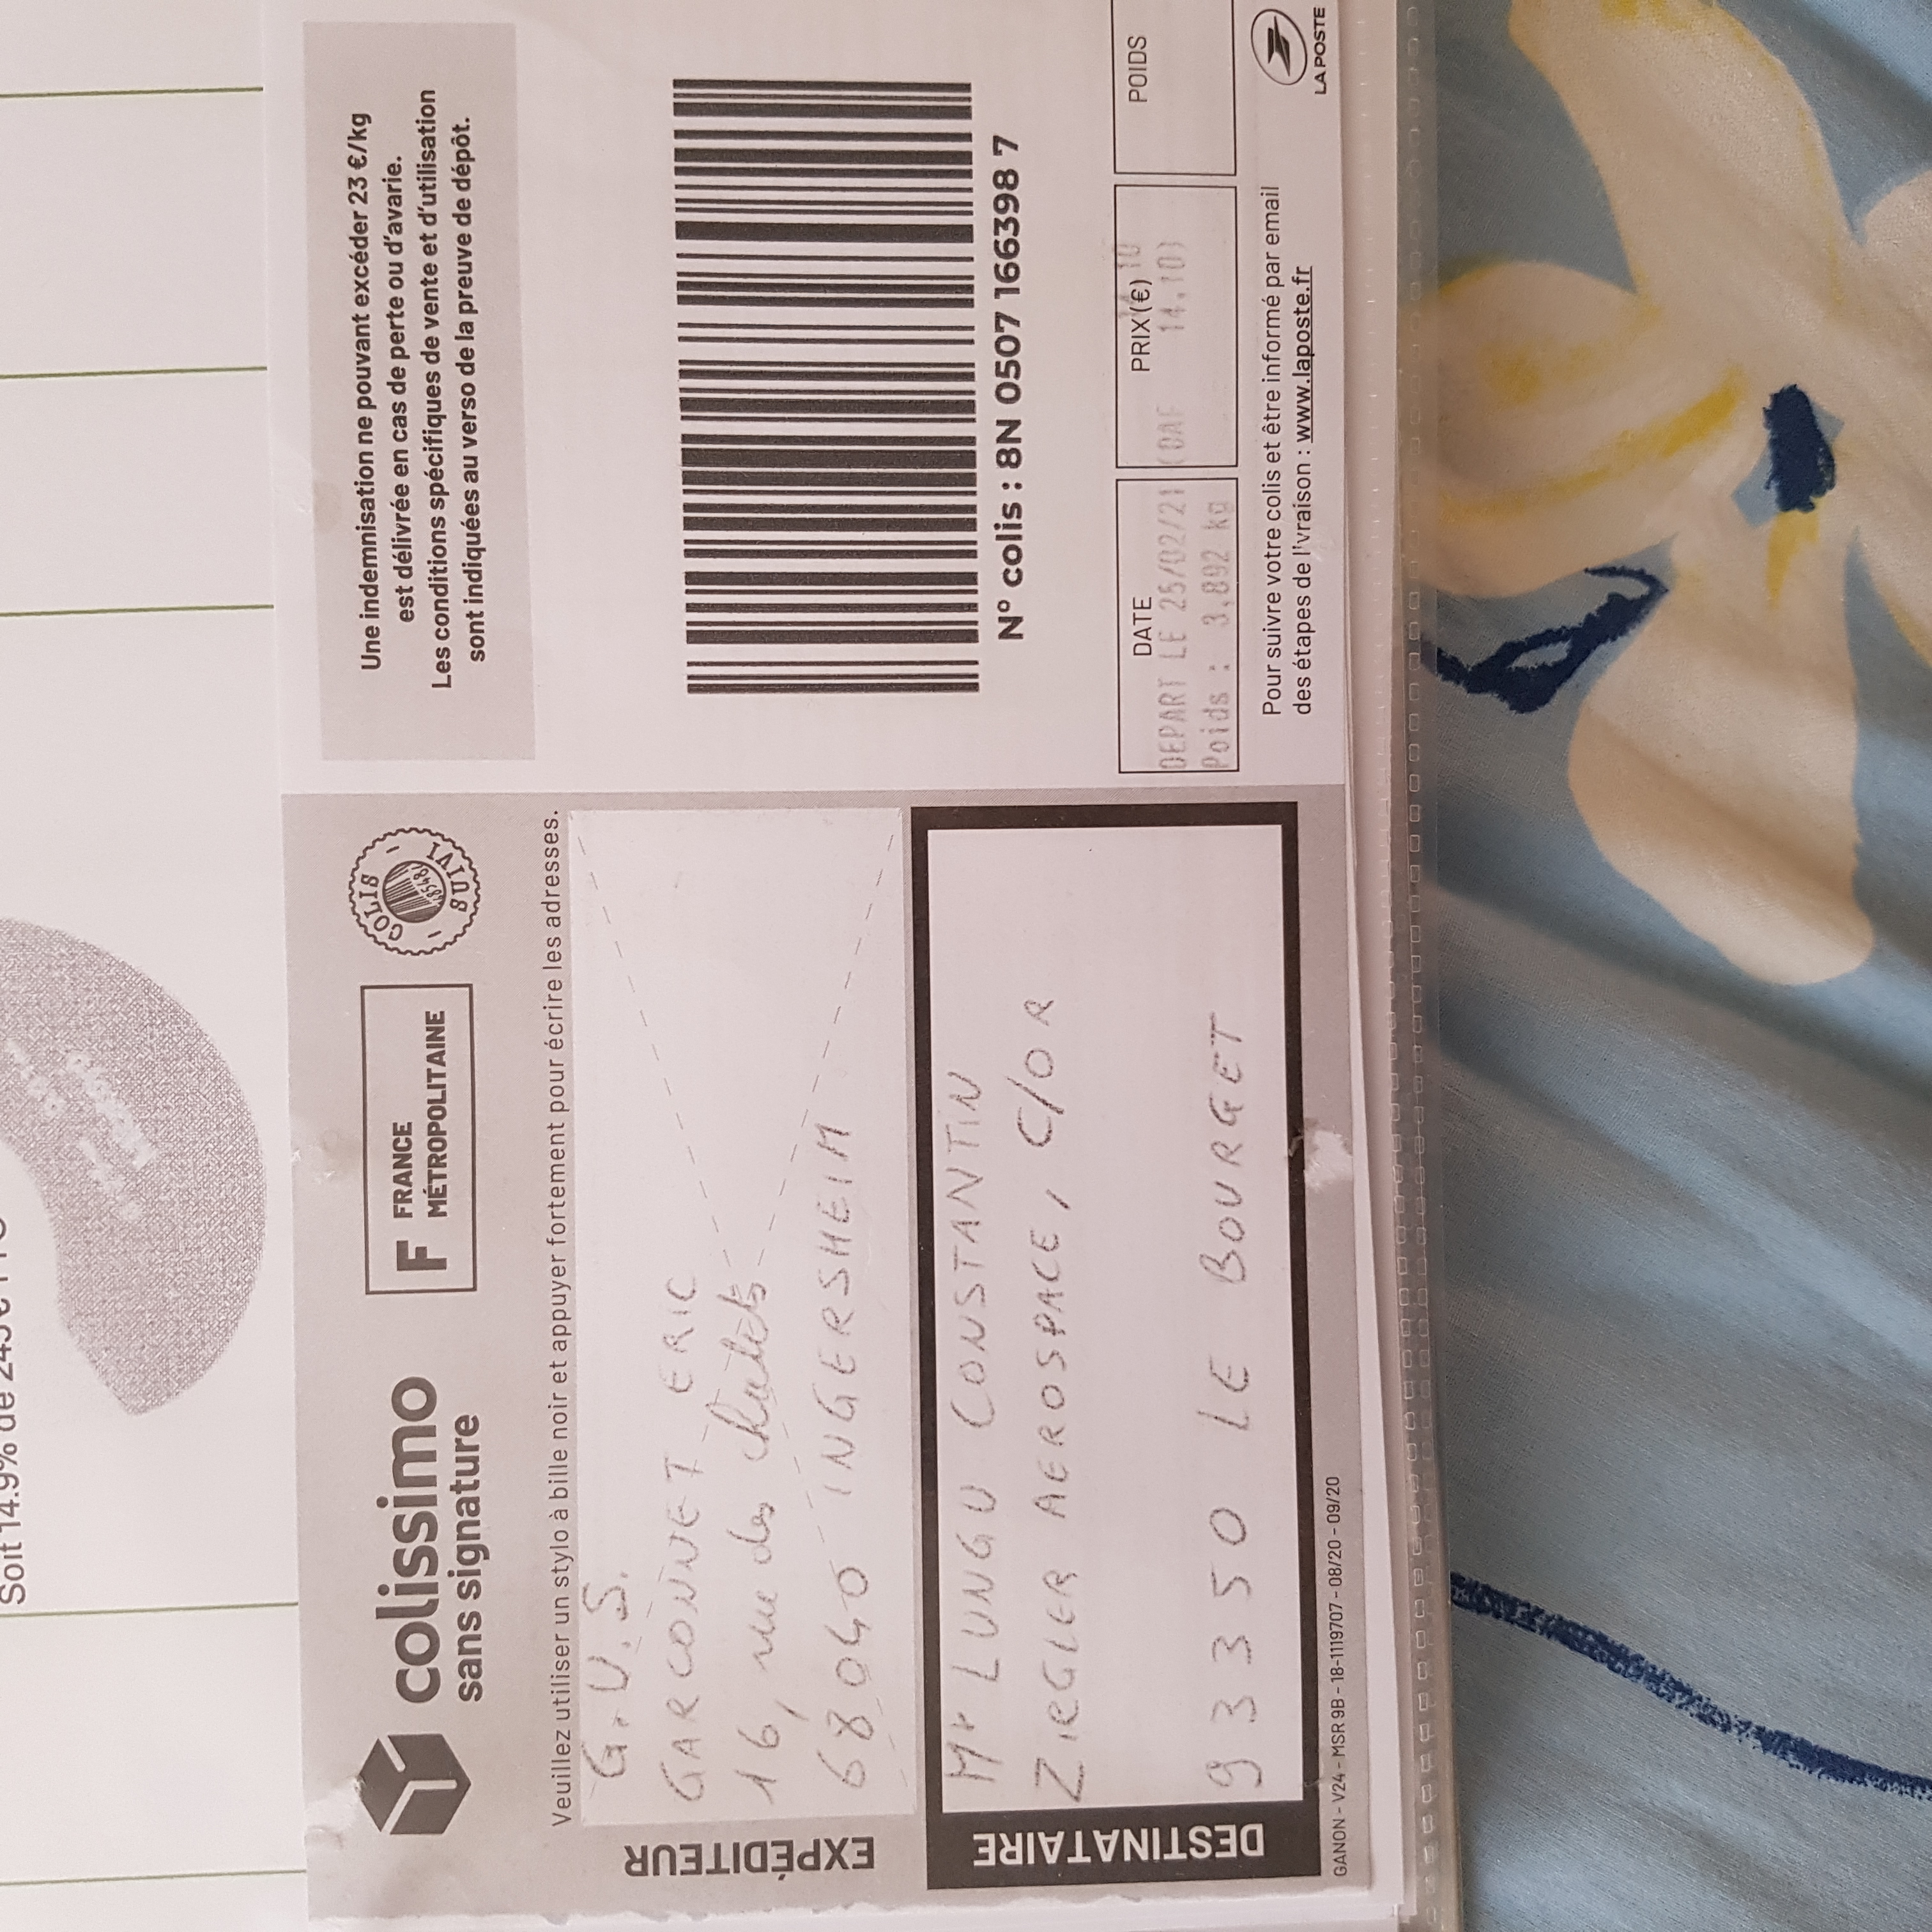 Soit 14.9% de 245€ TTC
colissimo
sans signature
F FRANCE
MÉTROPOLITAINE
COLIS SUIVI
Veuillez utiliser un stylo à bille noir et appuyer fortement pour écrire les adresses.
EXPÉDITEUR
G.U.S.
GARCONNET ERIC
16, rue des
68040 INGERSHEIM
DESTINATAIRE
Mr LUNGU CONSTANTIN
ZIEGLER AEROSPACE, C/O R
93350 LE BOURGET
GANON - V24 - MSR 9B - 18-1119707 - 08/20 - 09/20
Une indemnisation ne pouvant excéder 23 €/kg
est délivrée en cas de perte ou d'avarie.
Les conditions spécifiques de vente et d'utilisation
sont indiquées au verso de la preuve de dépôt.
N° colis : 8N 0507 166398 7
DATE PRIX (€) POIDS
DEPART LE 25/02/21 14,10)
Poids : 3,892 kg
Pour suivre votre colis et être informé par email
des étapes de livraison : www.laposte.fr
LA POSTE